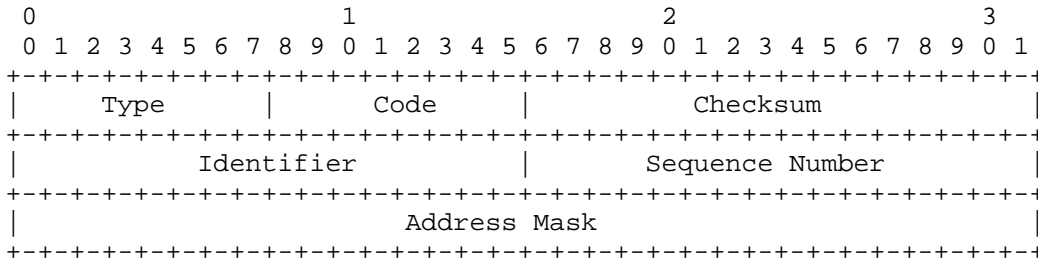 0                   1                   2                   3
0 1 2 3 4 5 6 7 8 9 0 1 2 3 4 5 6 7 8 9 0 1 2 3 4 5 6 7 8 9 0 1
+-+-+-+-+-+-+-+-+-+-+-+-+-+-+-+-+-+-+-+-+-+-+-+-+-+-+-+-+-+-+-+-+
|     Type      |      Code     |          Checksum             |
+-+-+-+-+-+-+-+-+-+-+-+-+-+-+-+-+-+-+-+-+-+-+-+-+-+-+-+-+-+-+-+-+
|           Identifier          |       Sequence Number         |
+-+-+-+-+-+-+-+-+-+-+-+-+-+-+-+-+-+-+-+-+-+-+-+-+-+-+-+-+-+-+-+-+
|                        Address Mask                           |
+-+-+-+-+-+-+-+-+-+-+-+-+-+-+-+-+-+-+-+-+-+-+-+-+-+-+-+-+-+-+-+-+